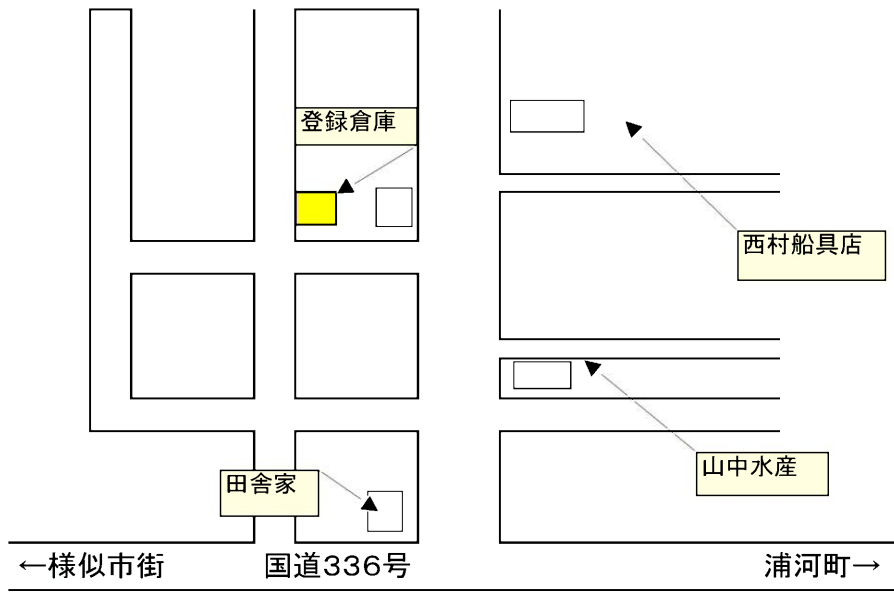 登録倉庫
西村船具店
山中水産
田舎家
←様似市街
国道336号
浦河町→